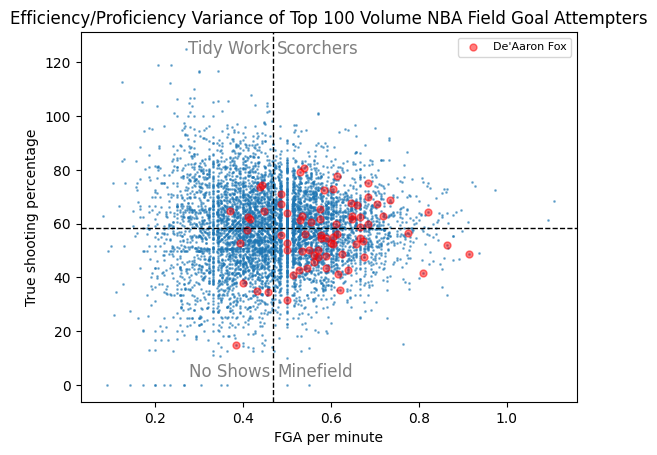 Efficiency/Proficiency Variance of Top 100 Volume NBA Field Goal Attempters
Tidy Work Scorchers
De'Aaron Fox
120
100
80
60
40
20
0
True shooting percentage
No Shows Minefield
0.2 0.4 0.6 0.8 1.0
FGA per minute